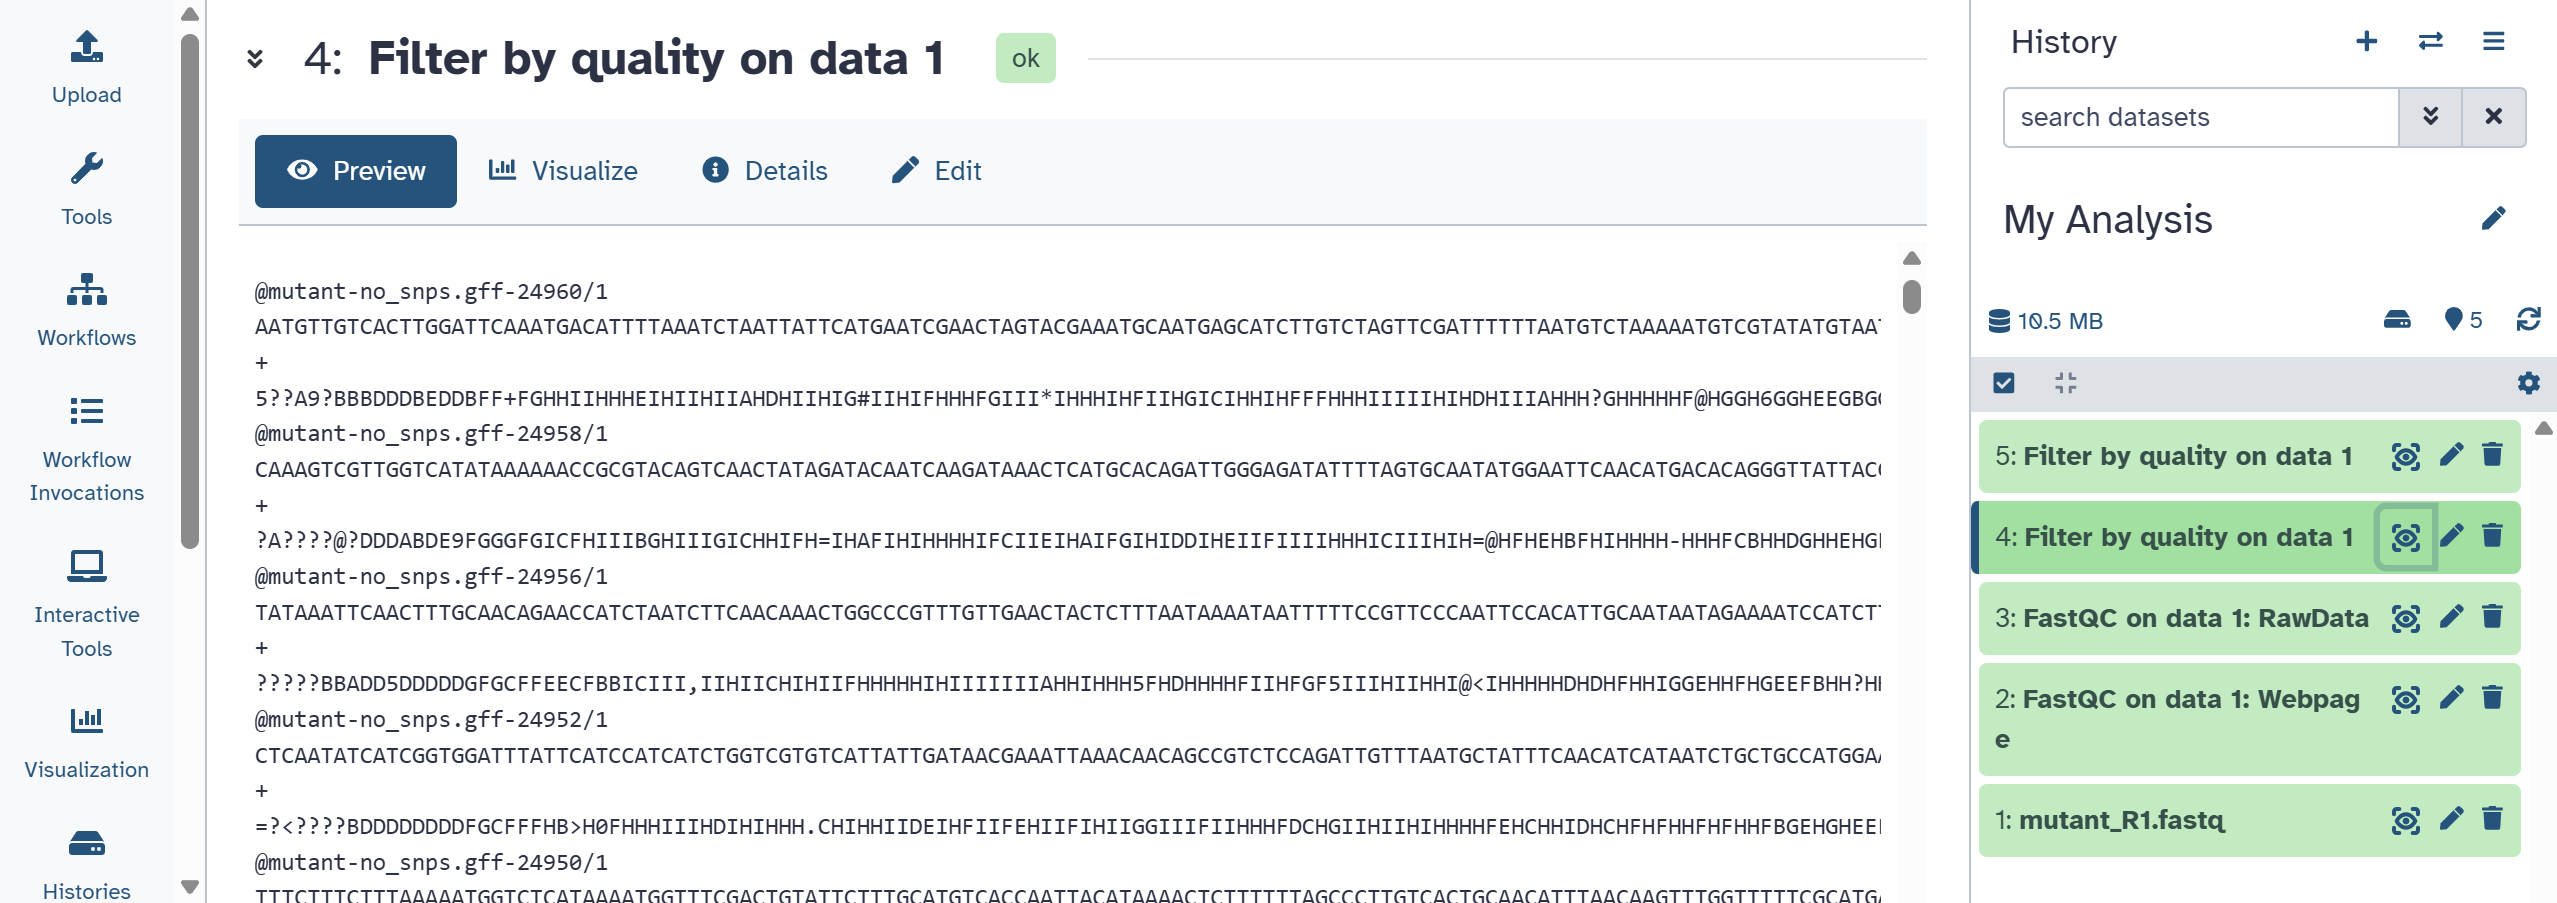 Upload
Tools
Workflows
Workflow
Invocations
Interactive
Tools
Visualization
Histories
4: Filter by quality on data 1 ok
Preview Visualize Details Edit
@mutant-no_snps.gff-24960/1
AATGTTGTCACTTGGATTCAAATGACATTTTAAATCTAATTATTCATGAATCGAACTAGTACGAAATGCAATGAGCATCTTGTCTAGTTCGATTTTTTAATGTCTAAAAATGTCGTATATGTAAT
+
5??A9?BBBDDDBEDDBFF+FGHHIIHHHEIHIIHIIAHDHIIHIG#IIHIFHHHFGIII*IHHHIHFIIHGICIHHIHFFFHHHIIIIIHIHDHIIIAHHH?GHHHHHF@HGGH6GGHEEGBG
@mutant-no_snps.gff-24958/1
CAAAGTCGTTGGTCATATAAAAAACCGCGTACAGTCAACTATAGATACAATCAAGATAAACTCATGCACAGATTGGGAGATATTTTAGTGCAATATGGAATTCAACATGACACAGGGTTATTAC
+
?A????@?DDDABDE9FGGGFGICFHIIIBGHIIIGICHHIFH=IHAFIHIHHHHIFCIIEIHAIFGIHIDDIHEIIFIIIIHHHICIIIHIH=@HFHEHBFHIHHHH-HHHFCBHHDGHHEHG
@mutant-no_snps.gff-24956/1
TATAAATTCAACTTTGCAACAGAACCATCTAATCTTCAACAAACTGGCCCGTTTGTTGAACTACTCTTTAATAAAATAATTTTTCCGTTCCCAATTCCACATTGCAATAATAGAAAATCCATCT
+
?????BBADD5DDDDDGFGCFFEECFBBICIII,IIHIICHIHIIFHHHHHIHIIIIIIIAHHIHHH5FHDHHHHFIIHFGF5IIIHIIHHI@<IHHHHHDHDHFHHIGGEHHFHGEEFBHH?H
@mutant-no_snps.gff-24952/1
CTCAATATCATCGGTGGATTTATTCATCCATCATCTGGTCGTGTCATTATTGATAACGAAATTAAACAACAGCCGTCTCCAGATTGTTTAATGCTATTTCAACATCATAATCTGCTGCCATGGA
+
=?<????BDDDDDDDDFGCFFFHB>H0FHHHIIIHDIHIHHH.CHIHHIIDEIHFIIFEHIIFIHIIGGIIIFIIHHHFDCHGIIHIIHIHHHHFEHCHHIDHCHFHFHHFHFHHFBGEHGHEE
@mutant-no_snps.gff-24950/1
TTTCTTTCTTTAAAAATGGTCTCATAAAATGGTTTCGACTGTATTCTTTGCATGTCACCAATTACATAAAACTCTTTTTTAGCCCTTGTCACTGCAACATTTAACAAGTTTGGTTTTTCGCATG
History
search datasets
My Analysis
10.5 MB 5
5: Filter by quality on data 1
4: Filter by quality on data 1
3: FastQC on data 1: RawData
2: FastQC on data 1: Webpag
e
1: mutant_R1.fastq